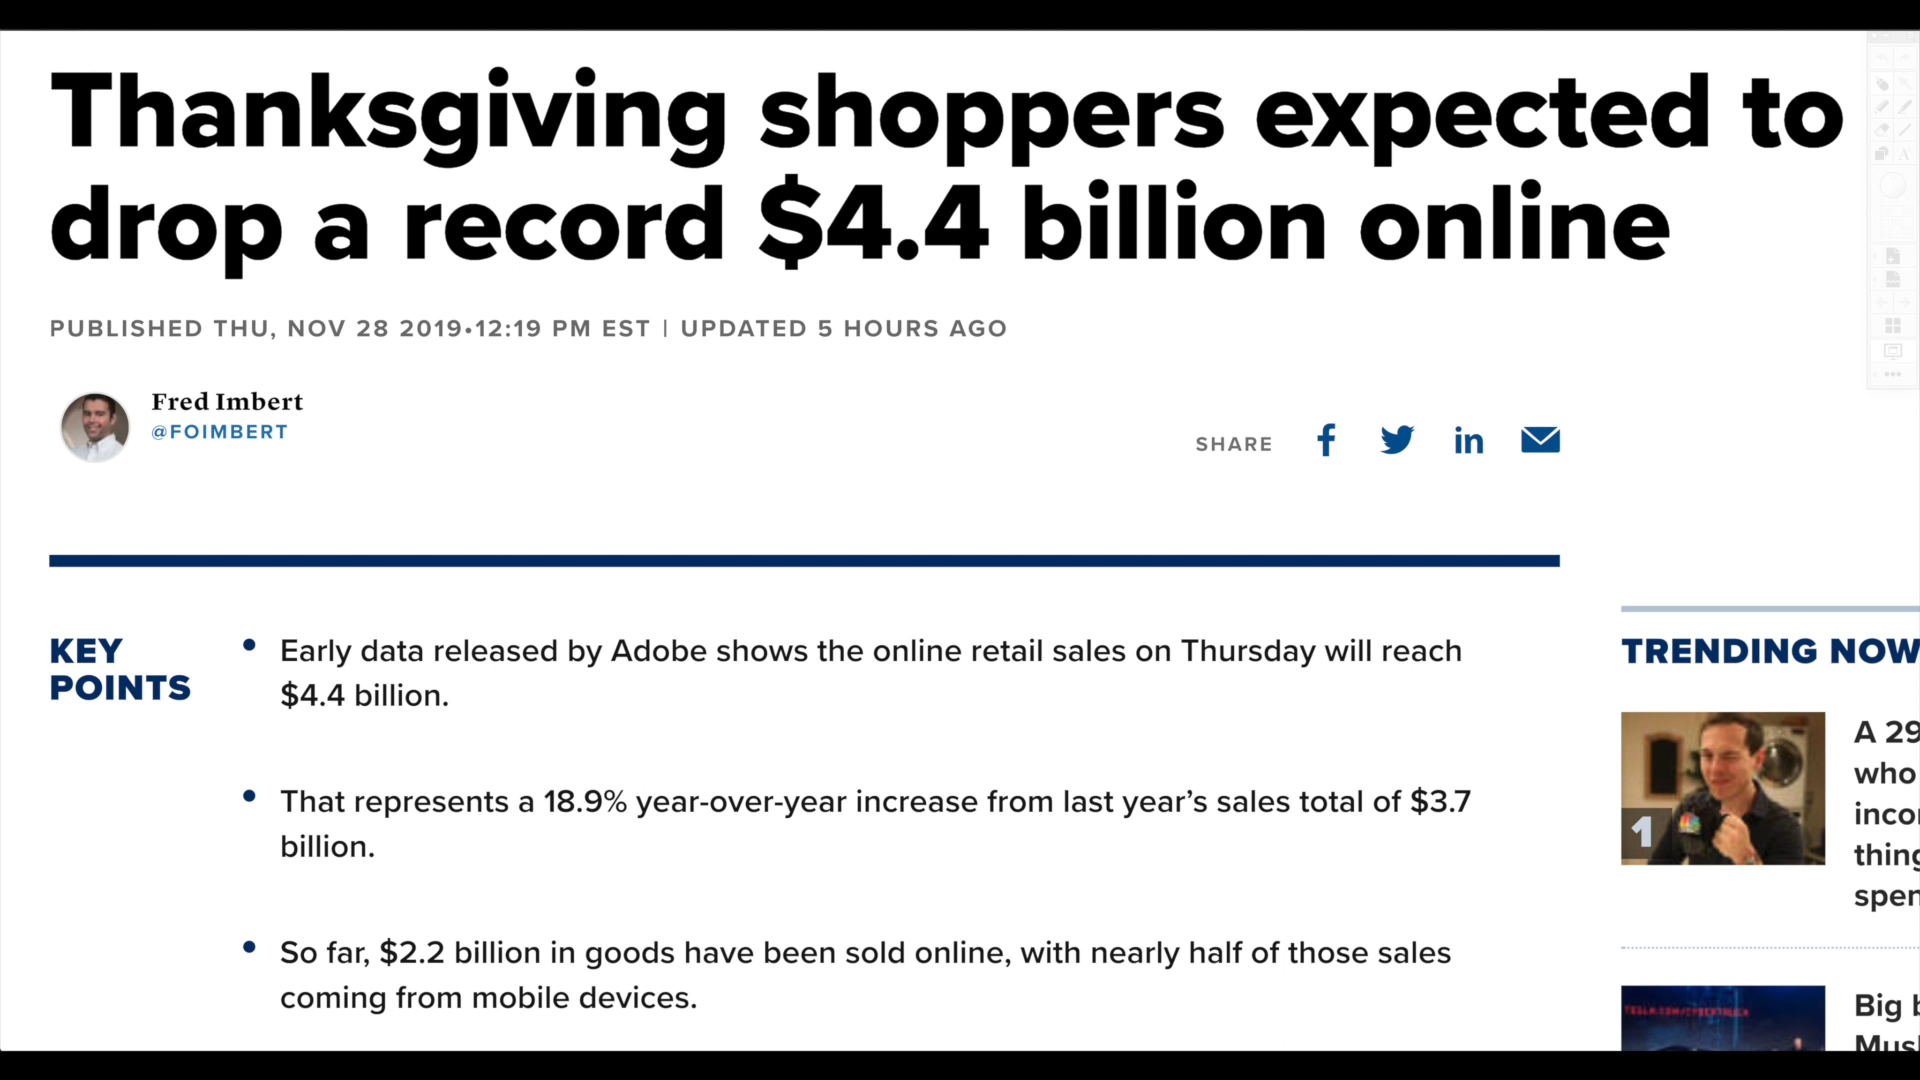 Thanksgiving shoppers expected to
drop a record $4.4 billion online
PUBLISHED THU, NOV 28 2019•12:19 PM EST | UPDATED 5 HOURS AGO
Fred Imbert
@FOIMBERT
SHARE
KEY
POINTS
• Early data released by Adobe shows the online retail sales on Thursday will reach
$4.4 billion.
• That represents a 18.9% year-over-year increase from last year’s sales total of $3.7
billion.
• So far, $2.2 billion in goods have been sold online, with nearly half of those sales
coming from mobile devices.
TRENDING NOW
1
A 29
who
thing
Big